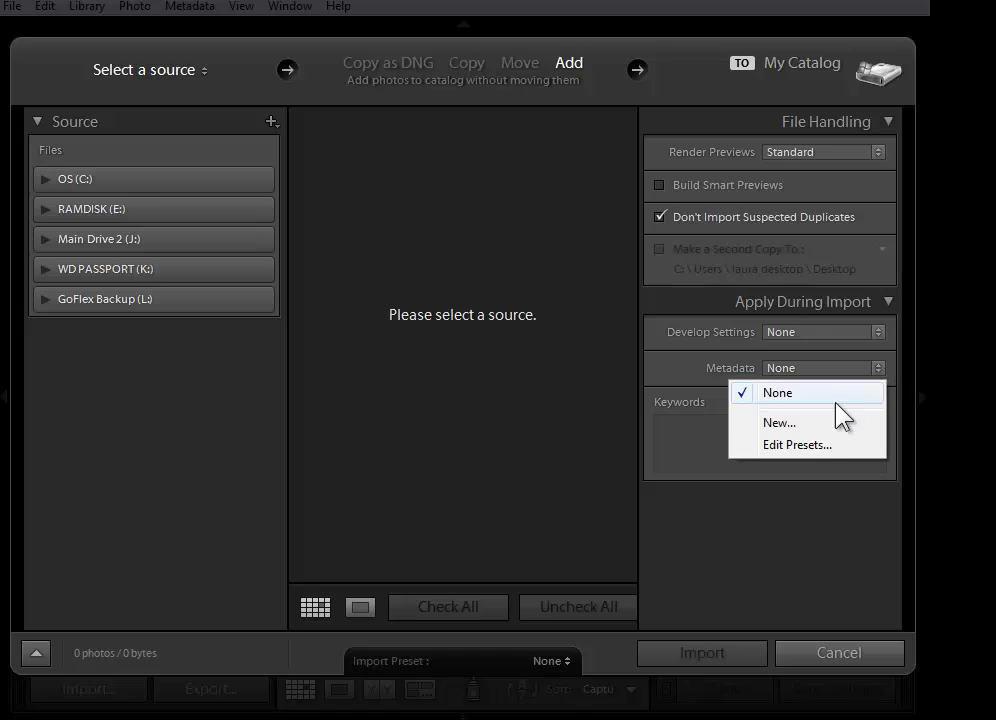 File Edit Library Photo Metadata View Window Help
Select a source
Copy as DNG Copy Move Add
Add photos to catalog without moving them
TO My Catalog
Source
Files
OS (C:)
RAMDISK (E:)
Main Drive 2 (J:)
WD PASSPORT (K:)
GoFlex Backup (L:)
Please select a source.
File Handling
Render Previews Standard
Build Smart Previews
Don't Import Suspected Duplicates
Make a Second Copy To :
C: \ Users \ laura desktop \ Desktop
Apply During Import
Develop Settings None
Metadata None
Keywords
None
New...
Edit Presets...
Check All Uncheck All
0 photos / 0 bytes
Import Preset : None
Import Cancel
Import... Export... Sort: Captu